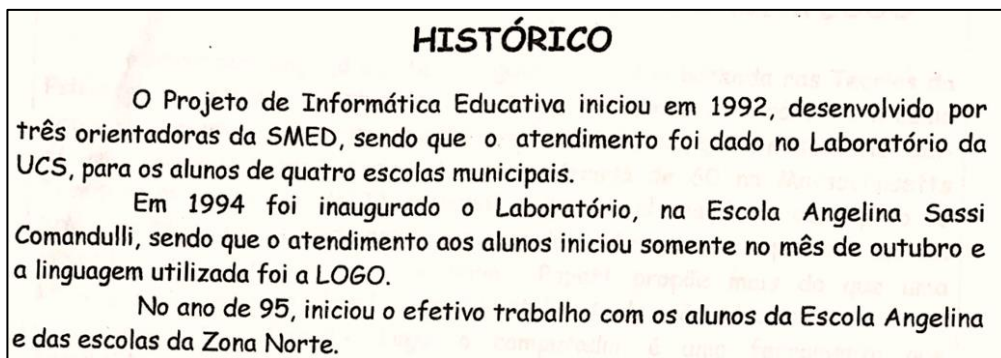 HISTÓRICO
O Projeto de Informática Educativa iniciou em 1992, desenvolvido por
três orientadoras da SMED, sendo que o atendimento foi dado no Laboratório da
UCS, para os alunos de quatro escolas municipais.
Em 1994 foi inaugurado o Laboratório, na Escola Angelina Sassi
Comandulli, sendo que o atendimento aos alunos iniciou somente no mês de outubro e
a linguagem utilizada foi a LOGO.
No ano de 95, iniciou o efetivo trabalho com os alunos da Escola Angelina
e das escolas da Zona Norte.